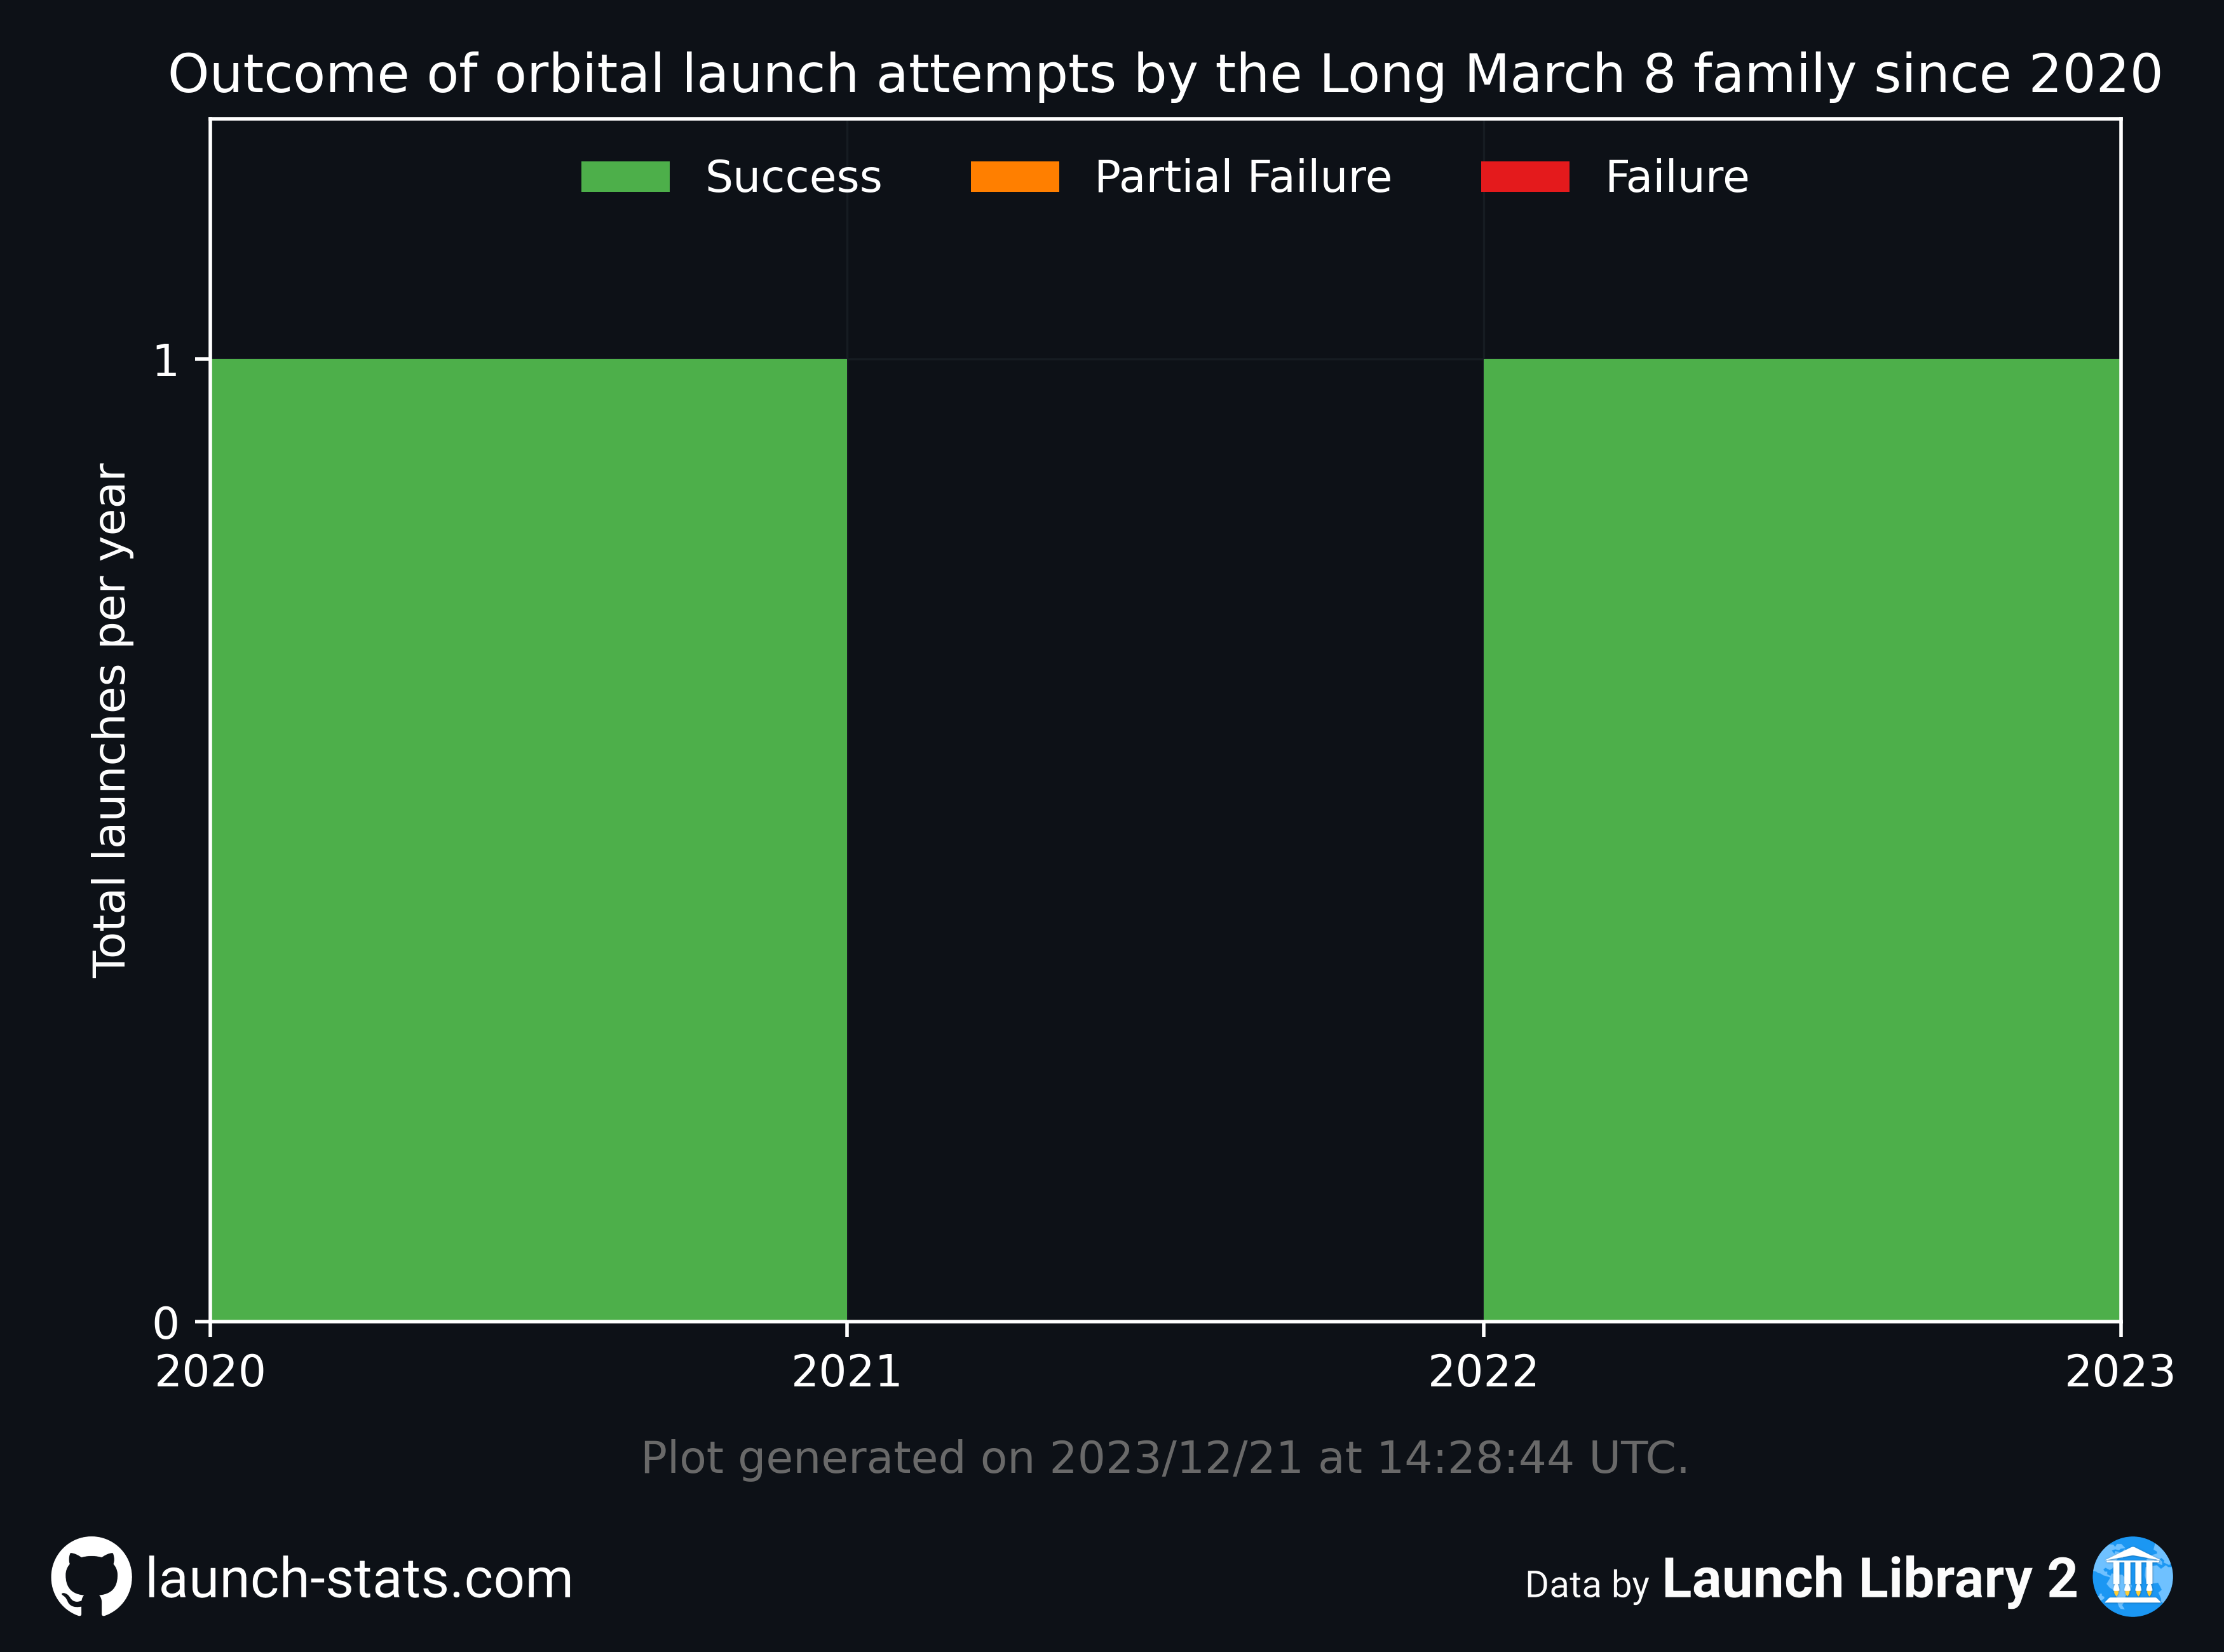 Outcome of orbital launch attempts by the Long March 8 family since 2020
Success Partial Failure Failure
1
Total launches per year
0
2020 2021 2022 2023
Plot generated on 2023/12/21 at 14:28:44 UTC.
launch-stats.com
Data by Launch Library 2